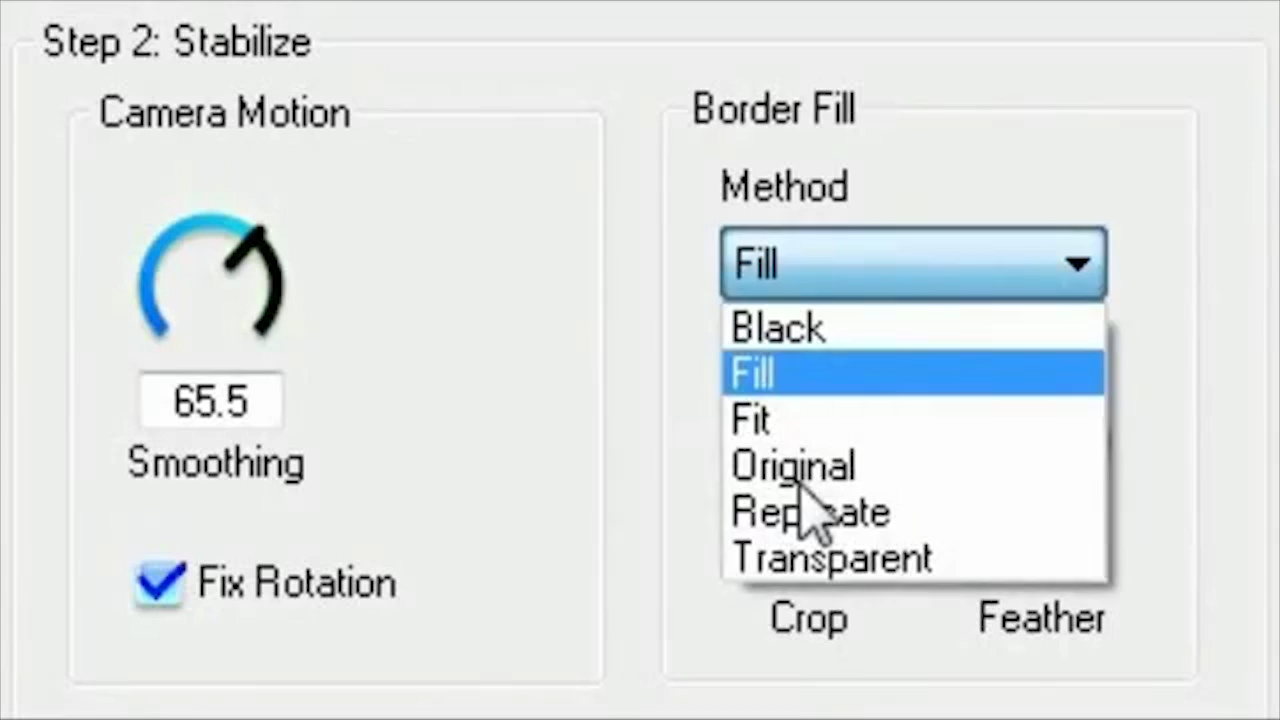 Step 2: Stabilize
Camera Motion
65.5
Smoothing
Fix Rotation
Border Fill
Method
Fill
Black
Fill
Fit
Original
Replicate
Transparent
Crop
Feather